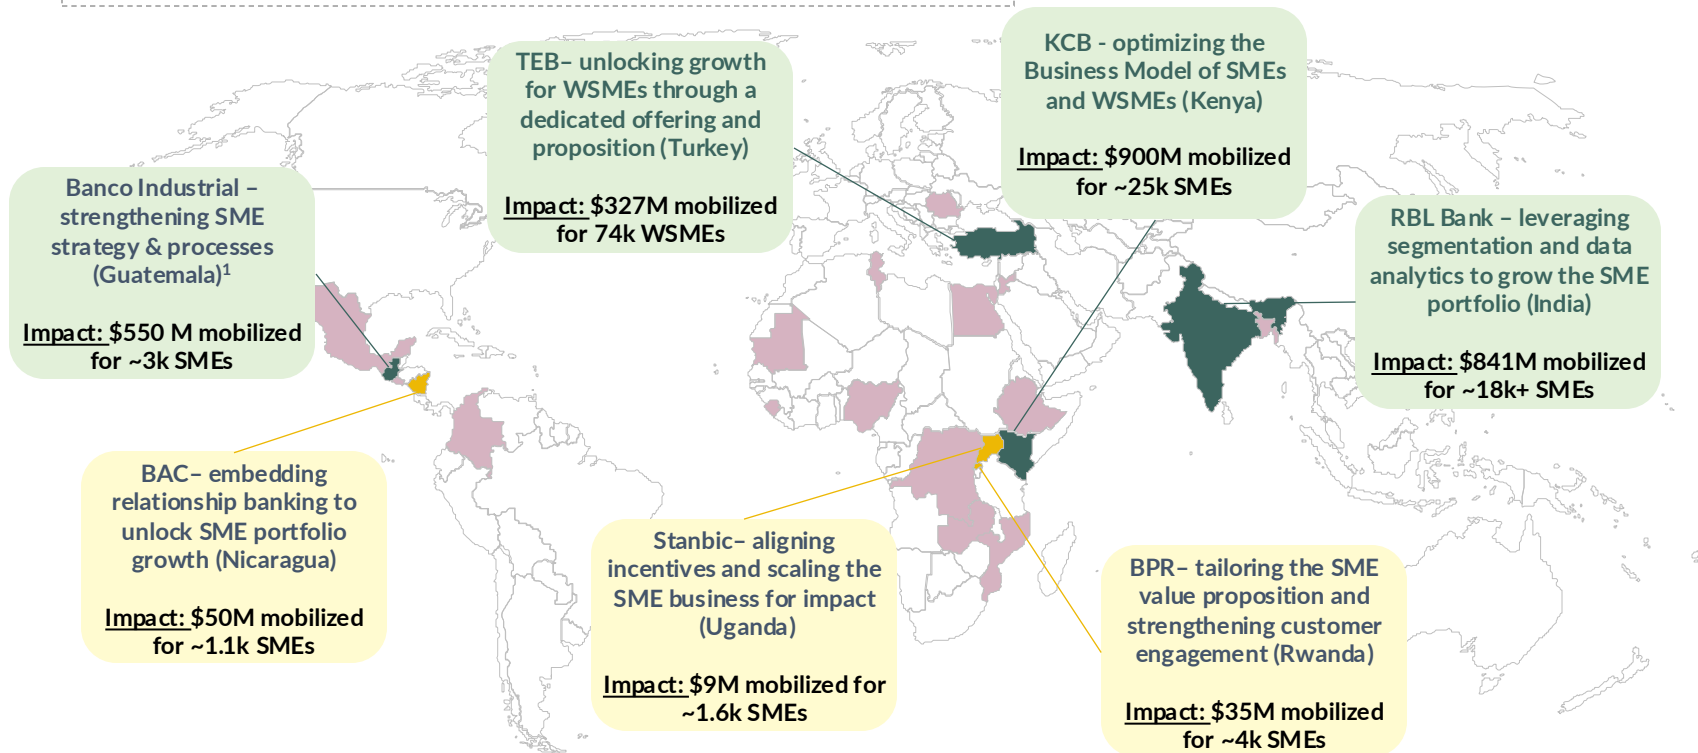 TEB– unlocking growth
for WSMEs through a
dedicated offering and
proposition (Turkey)
Impact: $327M mobilized
for 74k WSMEs
KCB - optimizing the
Business Model of SMEs
and WSMEs (Kenya)
Impact: $900M mobilized
for ~25k SMEs
Banco Industrial –
strengthening SME
strategy & processes
(Guatemala)¹
Impact: $550 M mobilized
for ~3k SMEs
RBL Bank – leveraging
segmentation and data
analytics to grow the SME
portfolio (India)
Impact: $841M mobilized
for ~18k+ SMEs
BAC– embedding
relationship banking to
unlock SME portfolio
growth (Nicaragua)
Impact: $50M mobilized
for ~1.1k SMEs
Stanbic– aligning
incentives and scaling the
SME business for impact
(Uganda)
Impact: $9M mobilized for
~1.6k SMEs
BPR– tailoring the SME
value proposition and
strengthening customer
engagement (Rwanda)
Impact: $35M mobilized
for ~4k SMEs